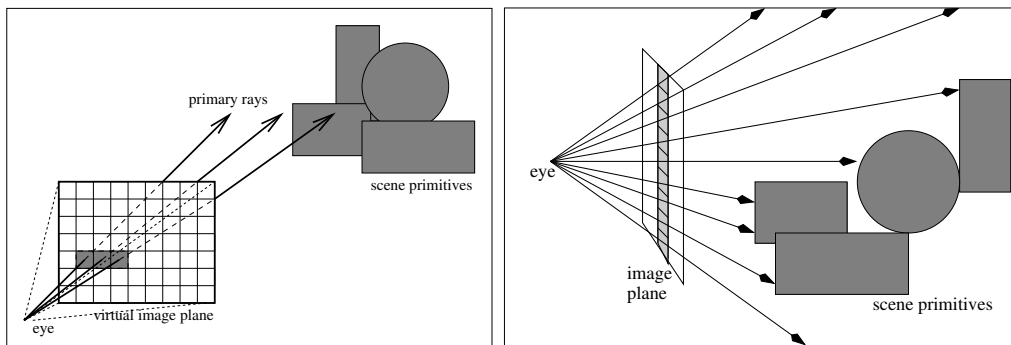 primary rays
scene primitives
eye
virtual image plane
eye
image
plane
scene primitives